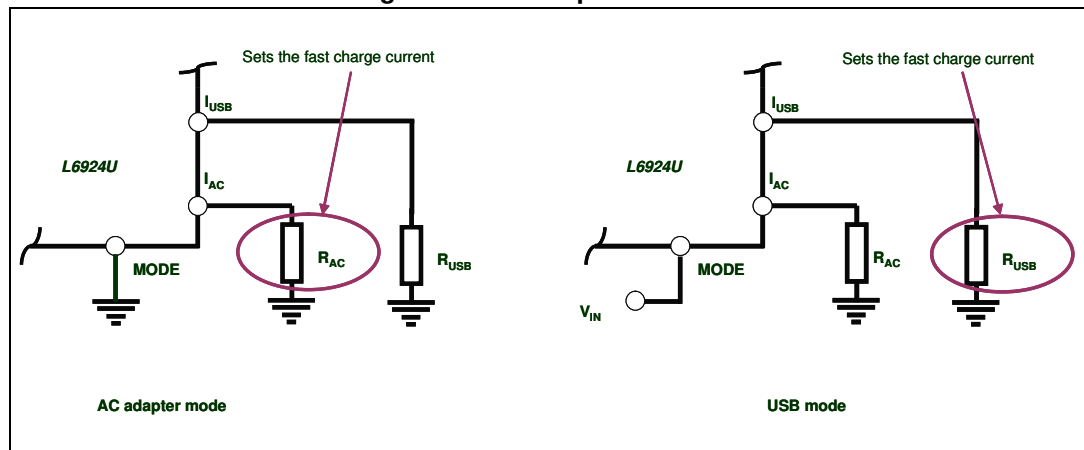 Sets the fast charge current
I_USB
L6924U
I_AC
R_AC
R_USB
MODE
AC adapter mode
Sets the fast charge current
I_USB
L6924U
I_AC
R_AC
R_USB
MODE
V_IN
USB mode